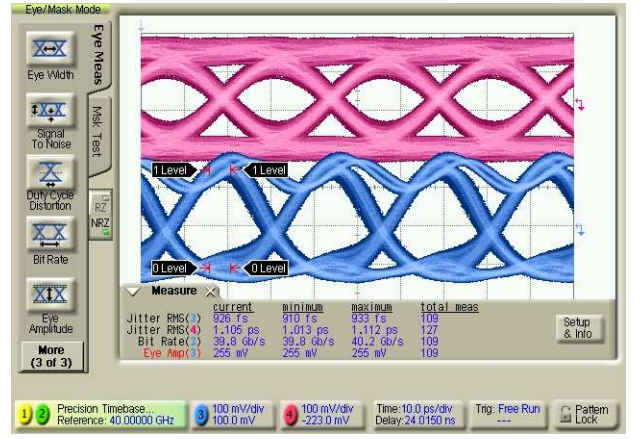 Eye/Mask Mode
Eye Width
Signal
To Noise
Duty Cycle
Distortion
Bit Rate
Eye
Amplitude
More
(3 of 3)
Eye Meas
Msk Test
RZ
NRZ
1 Level 1 Level
0 Level 0 Level
Measure
current minimum maximum total meas
Jitter RMS(3) 926 fs 910 fs 933 fs 109
Jitter RMS(4) 1.105 ps 1.013 ps 1.112 ps 127
Bit Rate(3) 39.8 Gb/s 39.8 Gb/s 40.2 Gb/s 109
Eye Amp(3) 255 mV 255 mV 255 mV 109
Setup
& Info
1 2 Precision Timebase...
Reference: 40.00000 GHz
3 100 mV/div
100.0 mV
4 100 mV/div
-223.0 mV
Time:10.0 ps/div
Delay:24.0150 ns
Trig: Free Run
---
Pattern
Lock